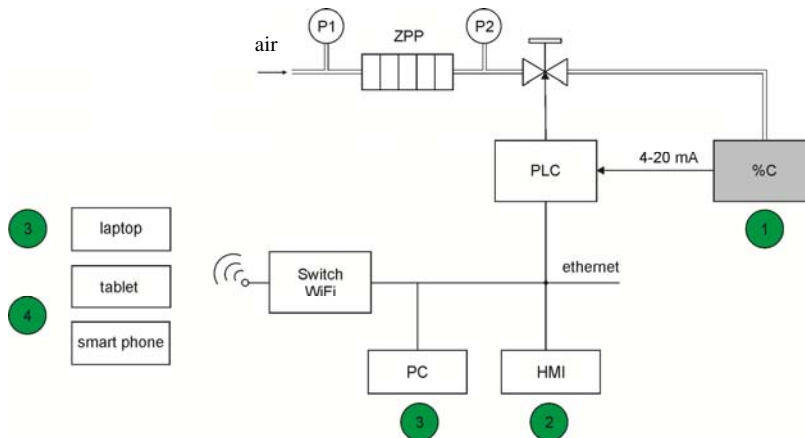 P1
ZPP
P2
air
PLC
4-20 mA
%C
1
3
laptop
tablet
4
smart phone
Switch
WiFi
ethernet
PC
HMI
3
2